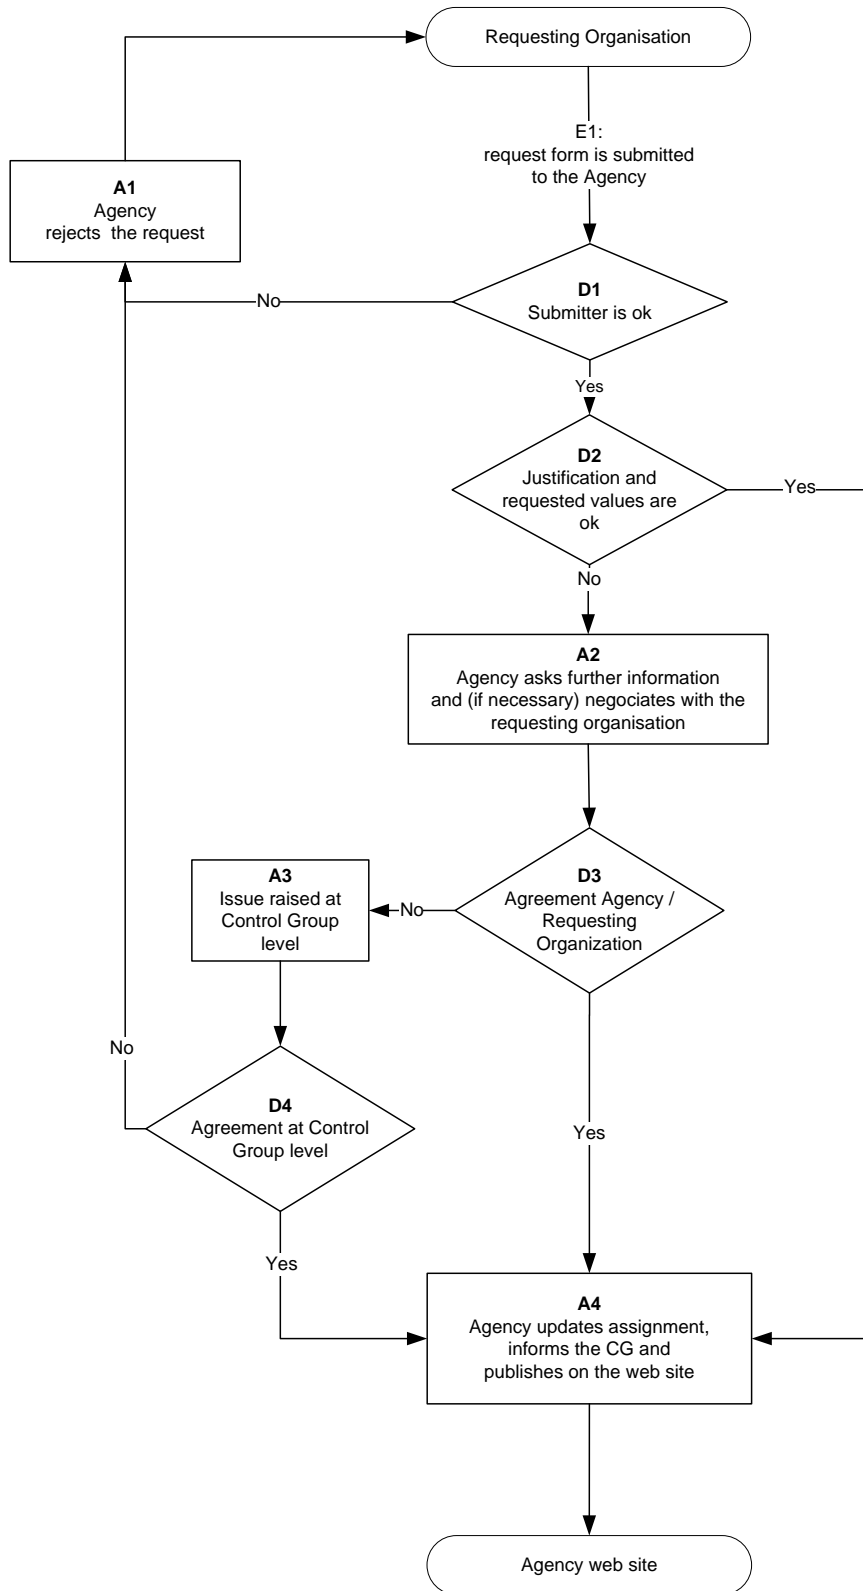 Requesting Organisation
E1:
request form is submitted
to the Agency
A1
Agency
rejects  the request
D1
Submitter is ok
No
Yes
D2
Justification and
requested values are
ok
Yes
No
A2
Agency asks further information
and (if necessary) negociates with the
requesting organisation
D3
Agreement Agency /
Requesting
Organization
No
A3
Issue raised at
Control Group
level
No
D4
Agreement at Control
Group level
Yes
Yes
A4
Agency updates assignment,
informs the CG and
publishes on the web site
Agency web site